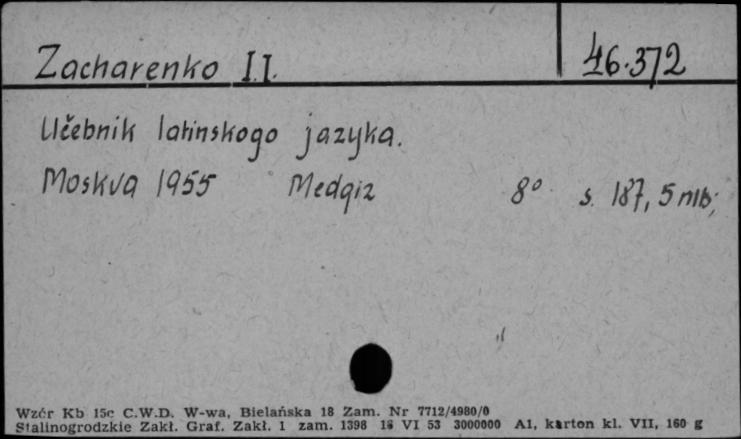 Zacharenko I.I.
46.372
Učebnik latinskogo jazyka.
Moskva 1955 Medgiz 8° s. 187, 5 nlb;
Wzór Kb 15c C.W.D. W-wa, Bielańska 18 Zam. Nr 7712/4980/0
Stalinogrodzkie Zakł. Graf. Zakł. 1 zam. 1398 18 VI 53 3000000 A1, karton kl. VII, 160 g